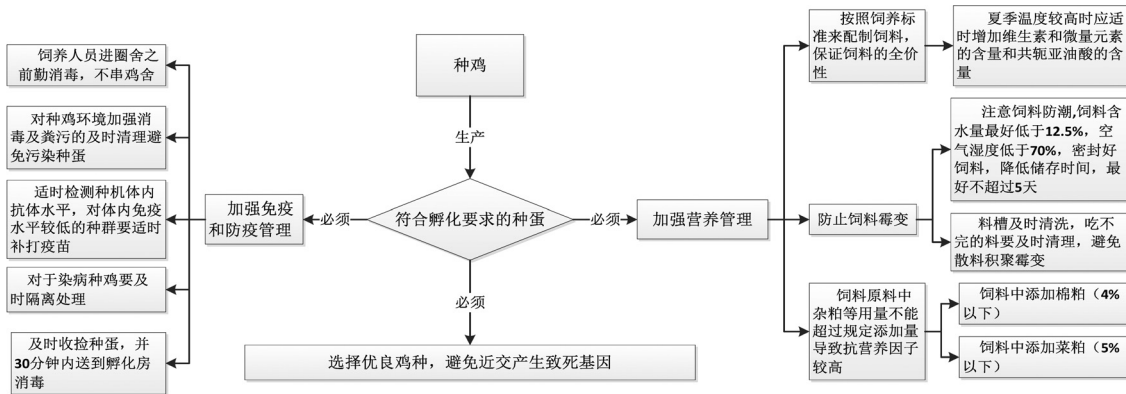 饲养人员进圈舍之
前勤消毒，不串鸡舍
对种鸡环境加强消
毒及粪污的及时清理避
免污染种蛋
适时检测种机体内
抗体水平，对体内免疫
水平较低的种群要适时
补打疫苗
对于染病种鸡要及
时隔离处理
及时收捡种蛋，并
30分钟内送到孵化房
消毒
加强免疫
和防疫管理
必须
种鸡
生产
符合孵化要求的种蛋
必须
选择优良鸡种，避免近交产生致死基因
必须
加强营养管理
按照饲养标
准来配制饲料，
保证饲料的全价
性
夏季温度较高时应适
时增加维生素和微量元素
的含量和共轭亚油酸的含
量
防止饲料霉变
注意饲料防潮,饲料含
水量最好低于12.5%，空
气湿度低于70%，密封好
饲料，降低储存时间，最
好不超过5天
料槽及时清洗，吃不
完的料要及时清理，避免
散料积聚霉变
饲料原料中
杂粕等用量不能
超过规定添加量
导致抗营养因子
较高
饲料中添加棉粕（4%
以下）
饲料中添加菜粕（5%
以下）